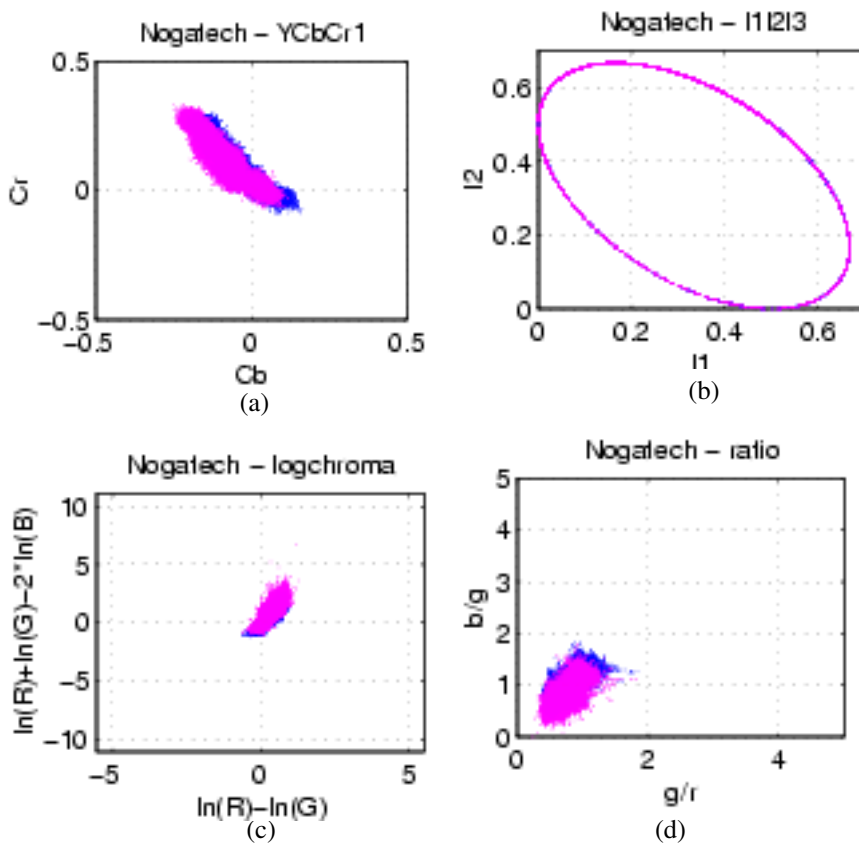 Nogatech – YCbCr1
0.5
0
−0.5
Cr
−0.5 0 0.5
Cb
(a)
Nogatech – I1I2I3
0.6
0.4
0.2
0
I2
0 0.2 0.4 0.6
I1
(b)
Nogatech – logchroma
10
5
0
−5
−10
ln(R)+ln(G)−2*ln(B)
−5 0 5
ln(R)−ln(G)
(c)
Nogatech – ratio
5
4
3
2
1
0
b/g
0 2 4
g/r
(d)